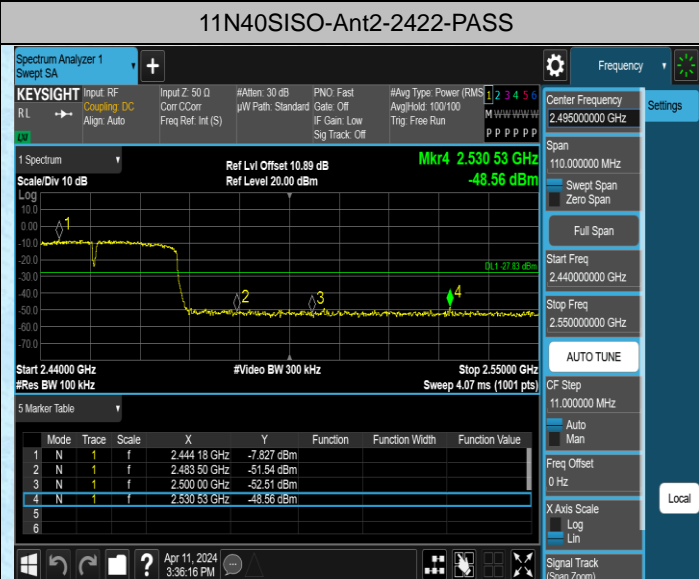 11N40SISO-Ant2-2422-PASS
Spectrum Analyzer 1
Swept SA
Frequency
KEYSIGHT Input: RF Input Z: 50 Ω #Atten: 30 dB PNO: Fast #Avg Type: Power (RMS 1 2 3 4 5 6
RL Coupling: DC Corr CCorr µW Path: Standard Gate: Off Avg|Hold: 100/100 M W W W W W
Align: Auto Freq Ref: Int (S) IF Gain: Low Trig: Free Run
LXI Sig Track: Off P P P P P P
1 Spectrum
Ref Lvl Offset 10.89 dB
Mkr4 2.530 53 GHz
Scale/Div 10 dB
Ref Level 20.00 dBm
-48.56 dBm
Log
10.0
0.00
-10.0
-20.0
-30.0
-40.0
-50.0
-60.0
-70.0
1
2
3
4
DL1 -27.83 dBm
Start 2.44000 GHz #Video BW 300 kHz Stop 2.55000 GHz
#Res BW 100 kHz Sweep 4.07 ms (1001 pts)
5 Marker Table
Mode Trace Scale X Y Function Function Width Function Value
1 N 1 f 2.444 18 GHz -7.827 dBm
2 N 1 f 2.483 50 GHz -51.54 dBm
3 N 1 f 2.500 00 GHz -52.51 dBm
4 N 1 f 2.530 53 GHz -48.56 dBm
5
6
Apr 11, 2024
3:36:16 PM
Center Frequency
2.495000000 GHz
Settings
Span
110.000000 MHz
Swept Span
Zero Span
Full Span
Start Freq
2.440000000 GHz
Stop Freq
2.550000000 GHz
AUTO TUNE
CF Step
11.000000 MHz
Auto
Man
Freq Offset
0 Hz
Local
X Axis Scale
Log
Lin
Signal Track
(Span Zoom)